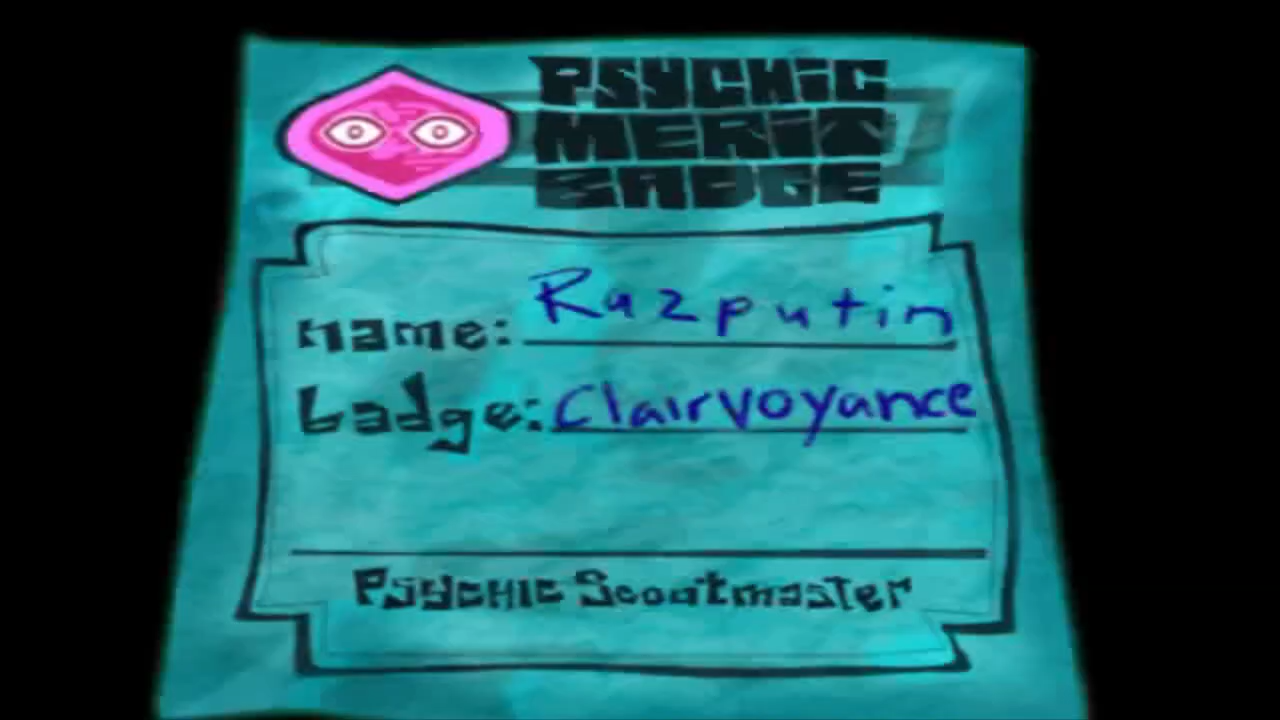 PSYCHIC
MERIT
BADGE
name: Razputin
badge: Clairvoyance
Psychic Scoutmaster